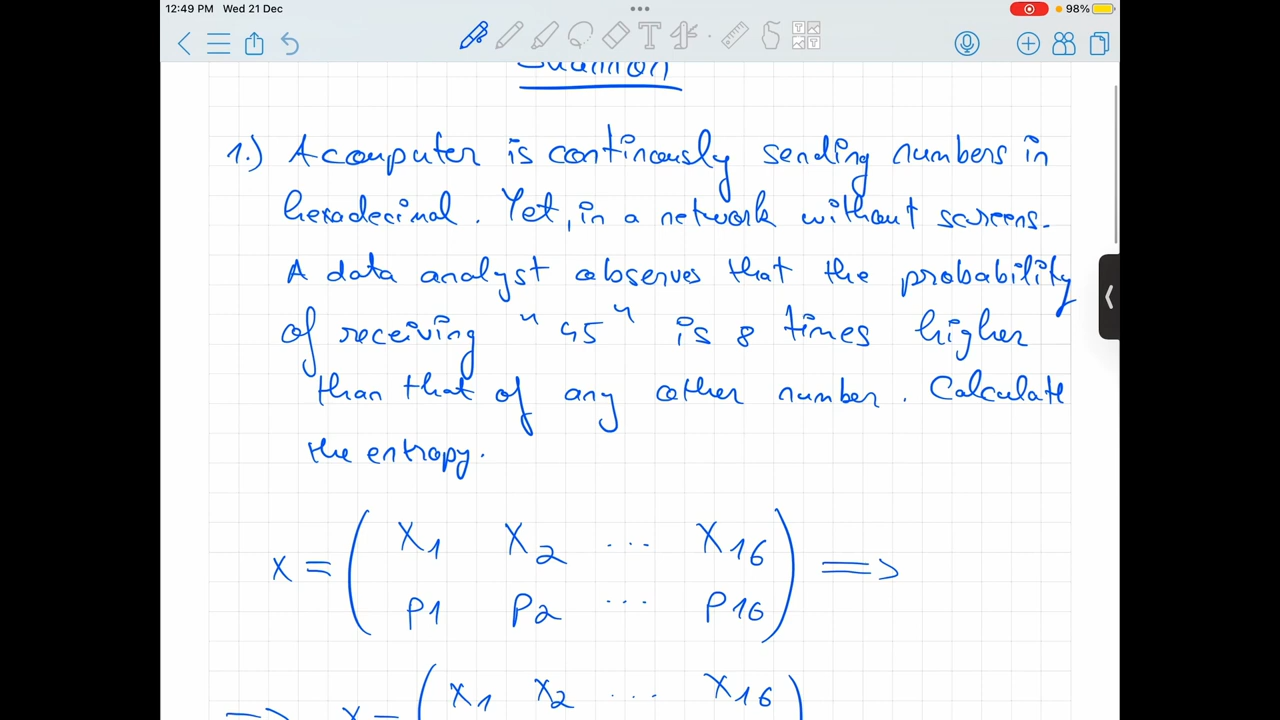 12:49 PM Wed 21 Dec
98%
1.) A computer is continously sending numbers in
hexadecimal. Yet, in a network without screens.
A data analyst observes that the probability
of receiving "45" is 8 times higher
than that of any other number. Calculate
the entropy.
X = ( X1 X2 ... X16 ) =>
P1 P2 ... P16
=> X = ( X1 X2 ... X16 )